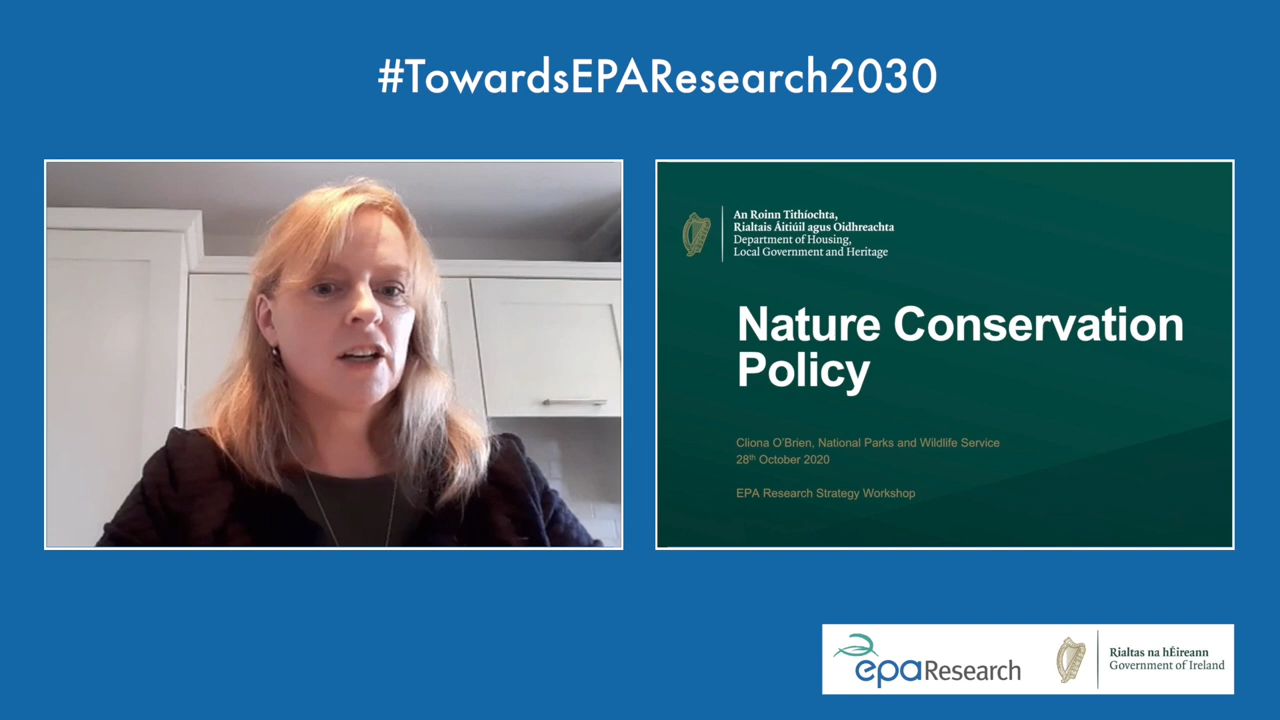 #TowardsEPAResearch2030
An Roinn Tithíochta,
Rialtais Áitiúil agus Oidhreachta
Department of Housing,
Local Government and Heritage
Nature Conservation
Policy
Cliona O'Brien, National Parks and Wildlife Service
28th October 2020
EPA Research Strategy Workshop
epaResearch
Rialtas na hÉireann
Government of Ireland